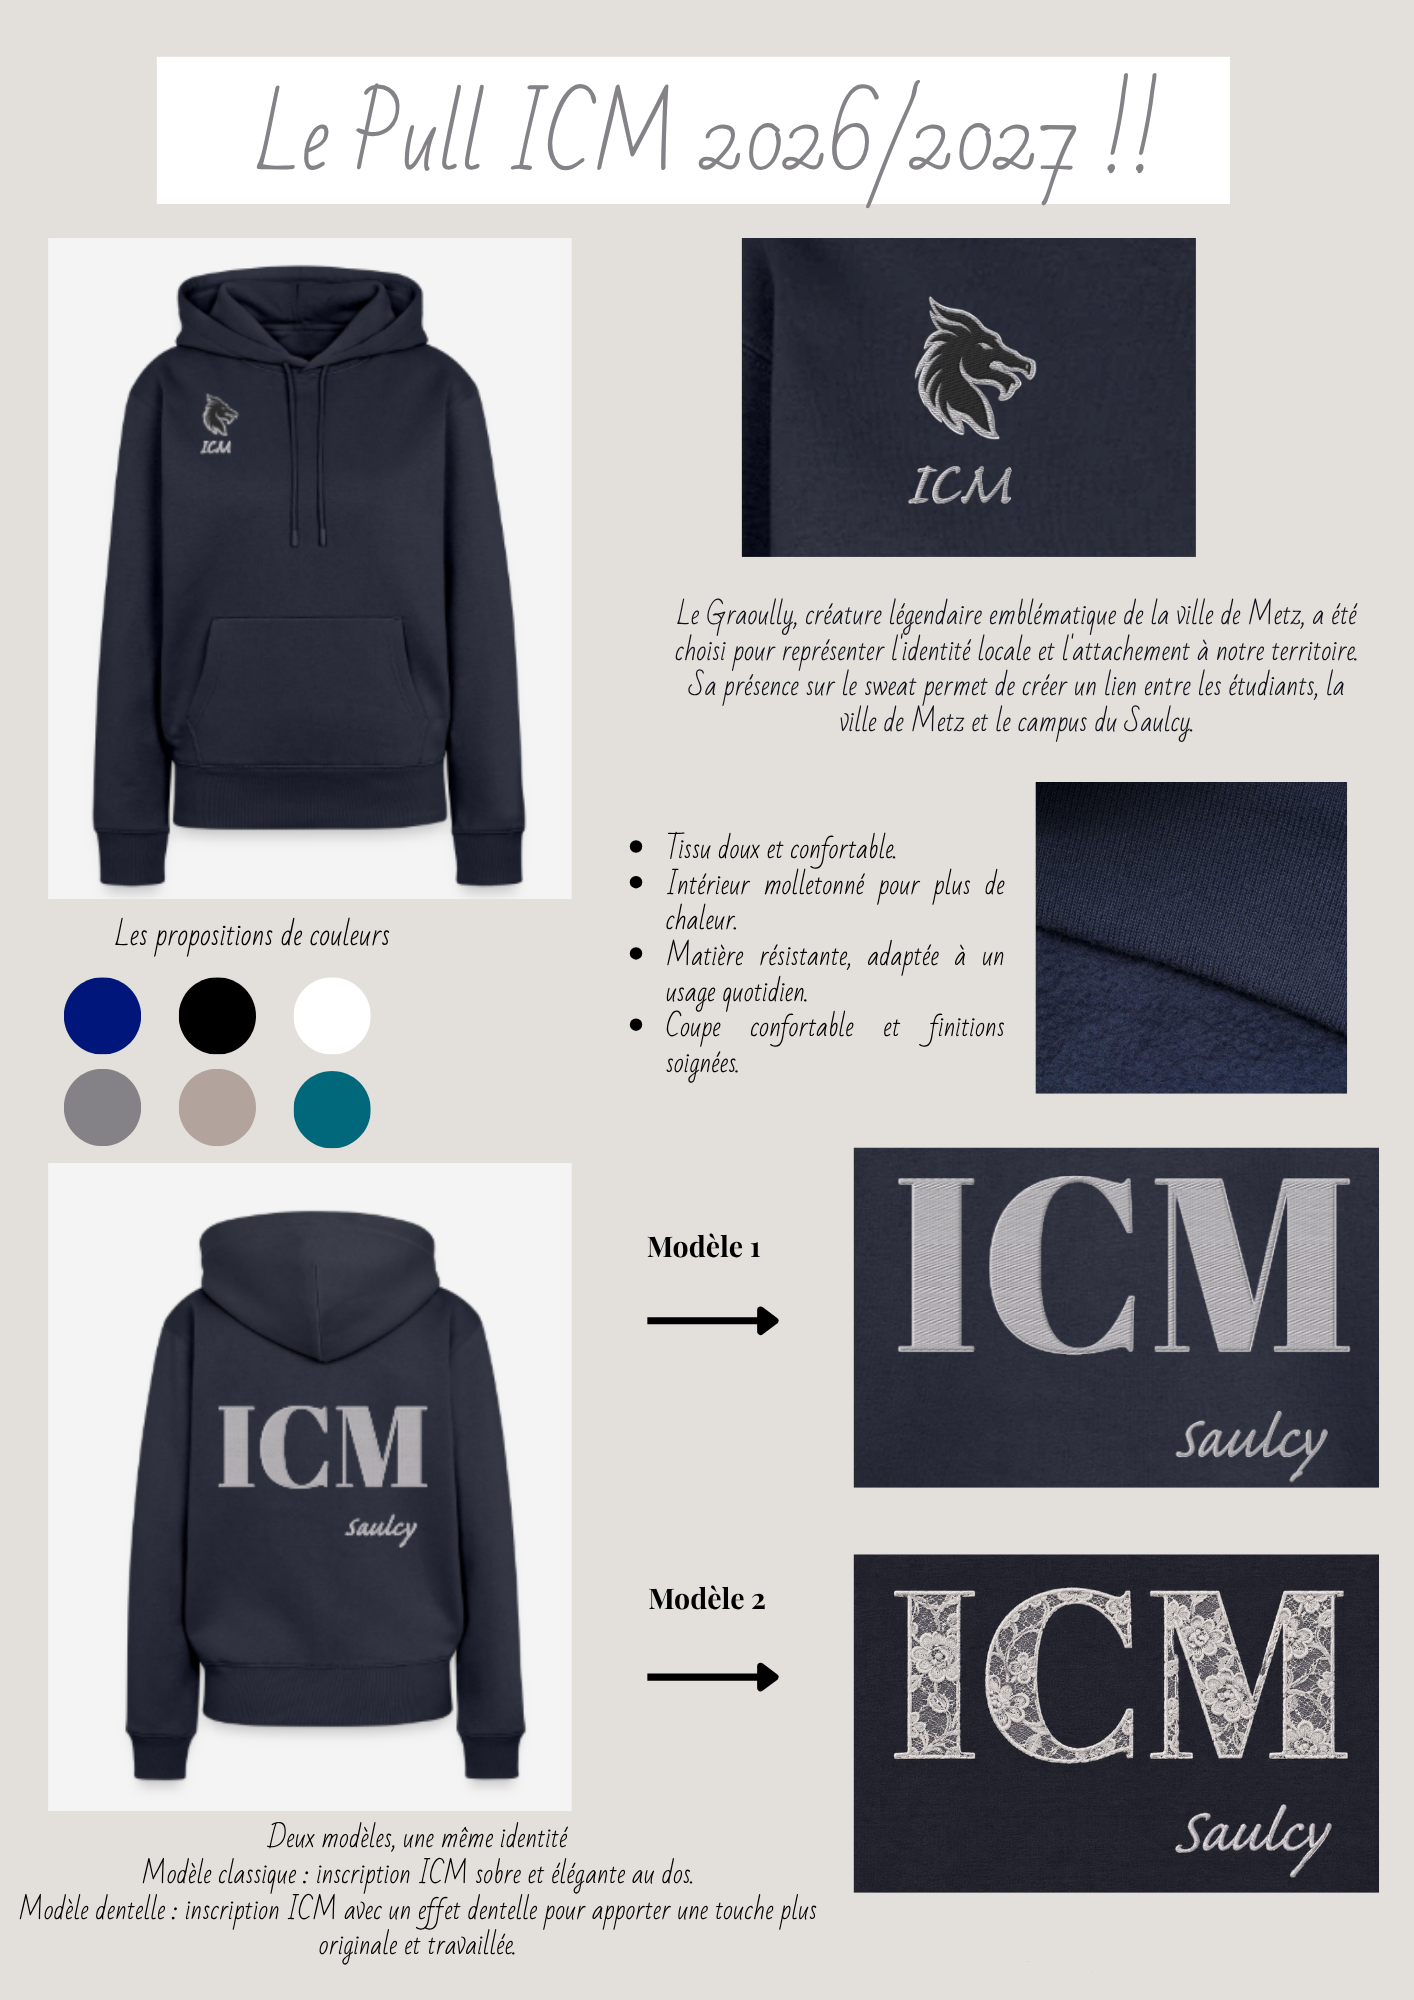 Le Pull ICM 2026/2027 !!
ICM
ICM
Le Graoully, créature légendaire emblématique de la ville de Metz, a été
choisi pour représenter l'identité locale et l'attachement à notre territoire.
Sa présence sur le sweat permet de créer un lien entre les étudiants, la
ville de Metz et le campus du Saulcy.
• Tissu doux et confortable.
• Intérieur molletonné pour plus de
chaleur.
• Matière résistante, adaptée à un
usage quotidien.
• Coupe confortable et finitions
soignées.
Les propositions de couleurs
ICM
saulcy
Modèle 1
ICM
saulcy
Modèle 2
ICM
Saulcy
Deux modèles, une même identité
Modèle classique : inscription ICM sobre et élégante au dos.
Modèle dentelle : inscription ICM avec un effet dentelle pour apporter une touche plus
originale et travaillée.